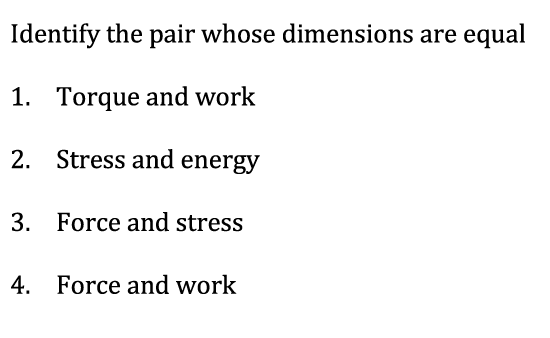 Identify the pair whose dimensions are equal
1. Torque and work
2. Stress and energy
3. Force and stress
4. Force and work